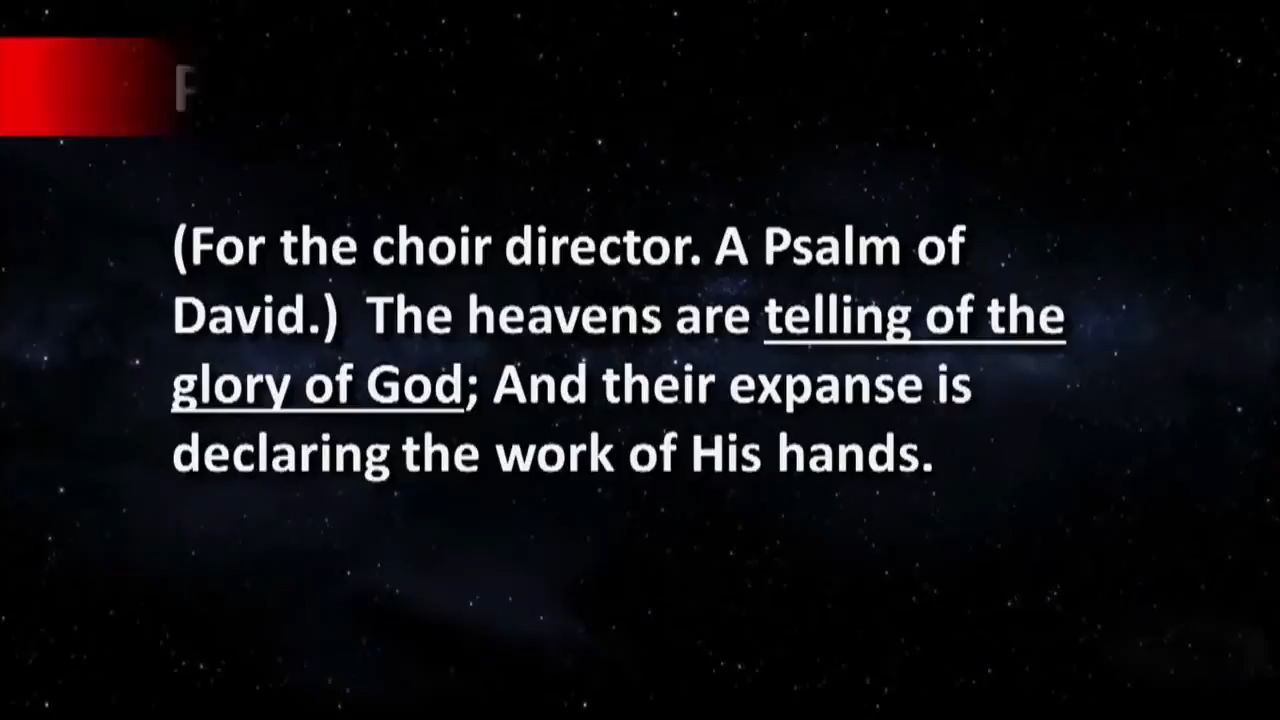 P
(For the choir director. A Psalm of
David.)  The heavens are telling of the
glory of God; And their expanse is
declaring the work of His hands.